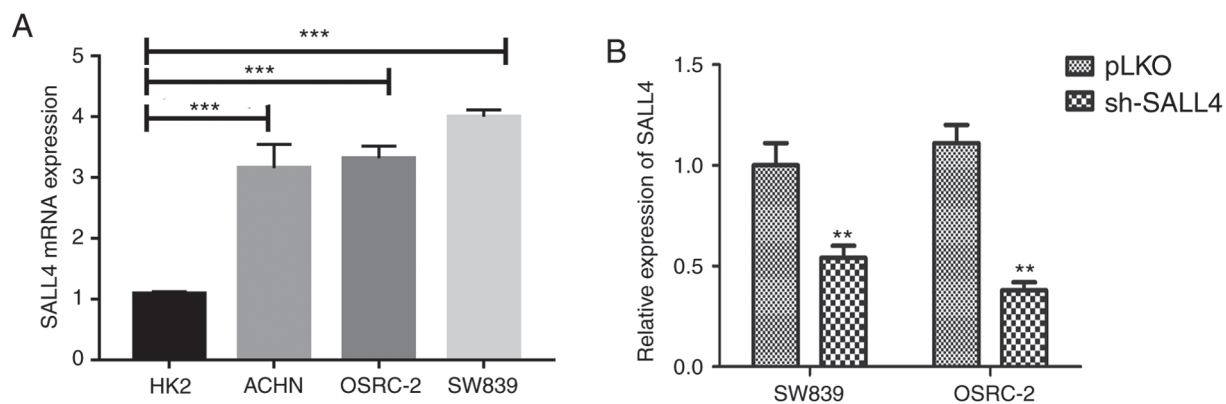 A
SALL4 mRNA expression
5
4
3
2
1
0
***
***
***
HK2 ACHN OSRC-2 SW839
B
Relative expression of SALL4
1.5
1.0
0.5
0.0
pLKO
sh-SALL4
**
**
SW839 OSRC-2